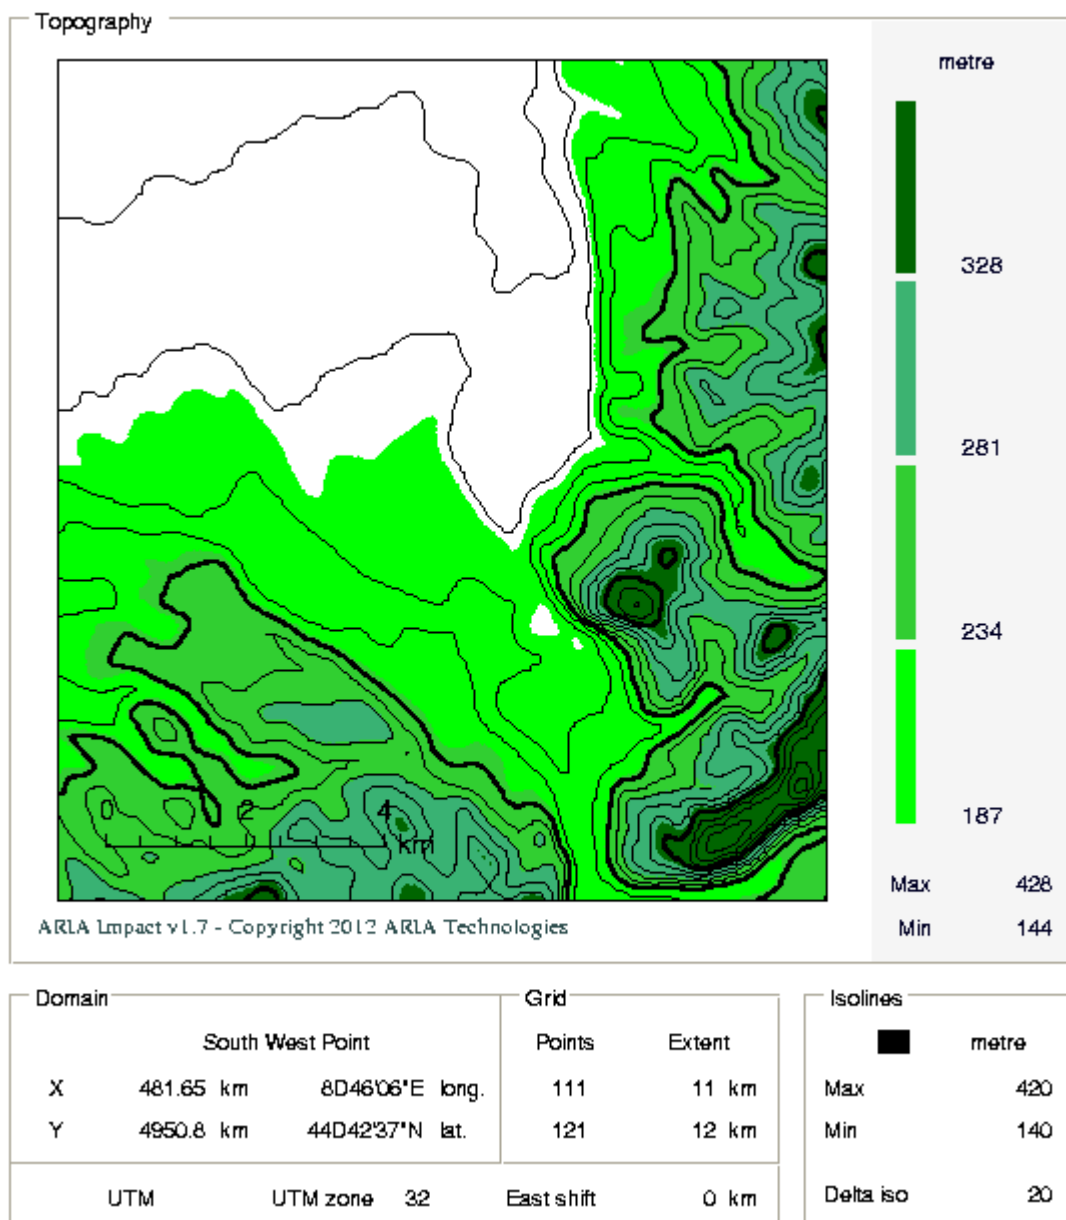 Topography
metre
328
281
234
187
0 2 4
km
Max 428
Min 144
ARIA Impact v1.7 - Copyright 2012 ARIA Technologies
Domain
South West Point
X 481.65 km 8D46'06"E long.
Y 4950.8 km 44D42'37"N lat.
UTM UTM zone 32 East shift 0 km
Grid
Points Extent
111 11 km
121 12 km
Isolines
metre
Max 420
Min 140
Delta iso 20